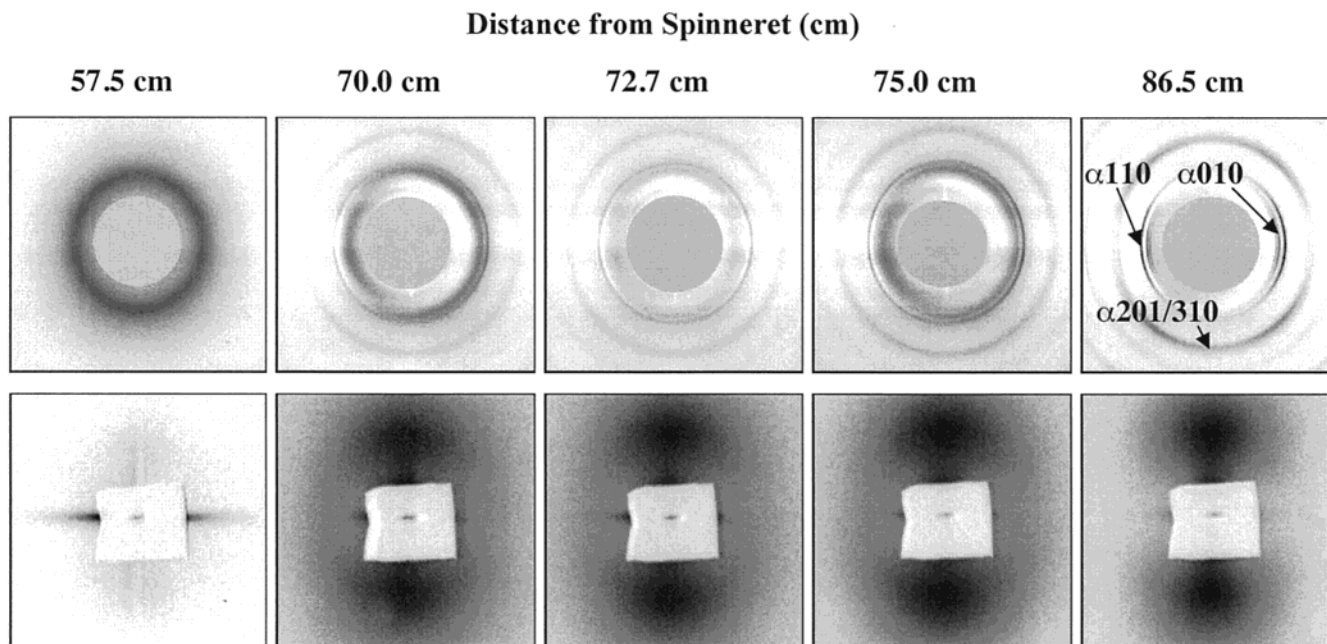 Distance from Spinneret (cm)
57.5 cm 70.0 cm 72.7 cm 75.0 cm 86.5 cm
α110 α010
α201/310